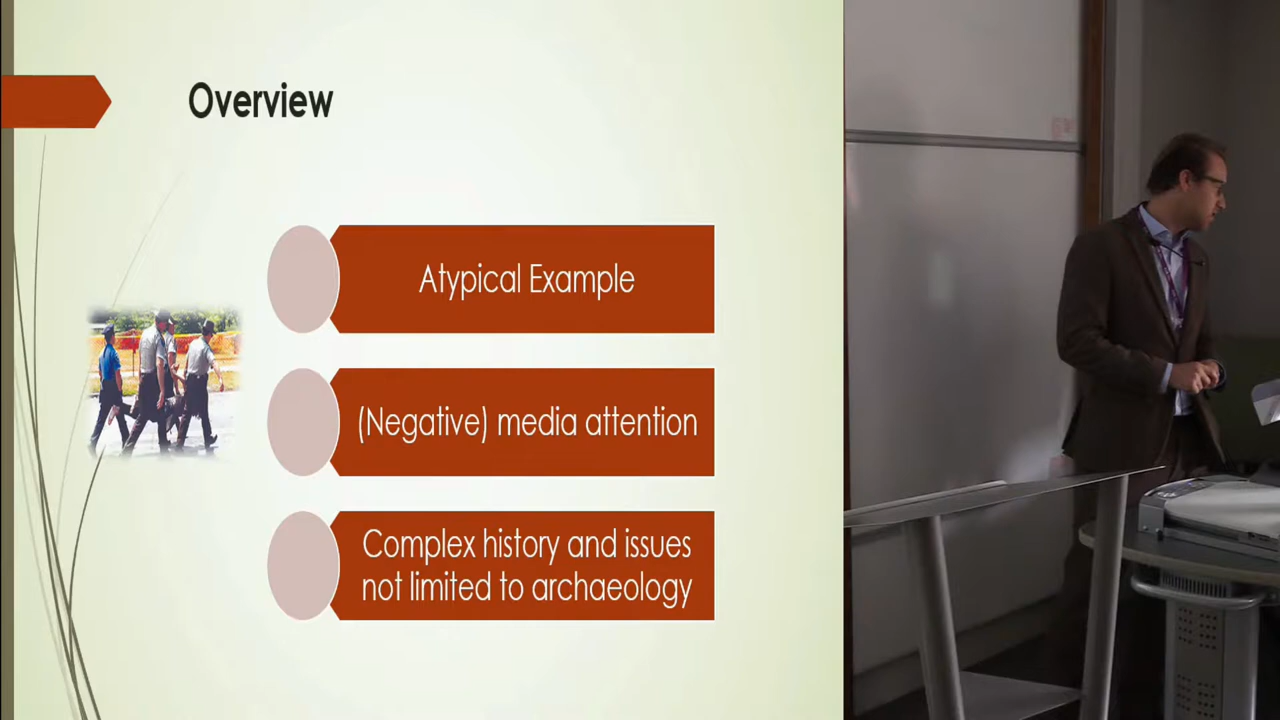 Overview
Atypical Example
(Negative) media attention
Complex history and issues
not limited to archaeology